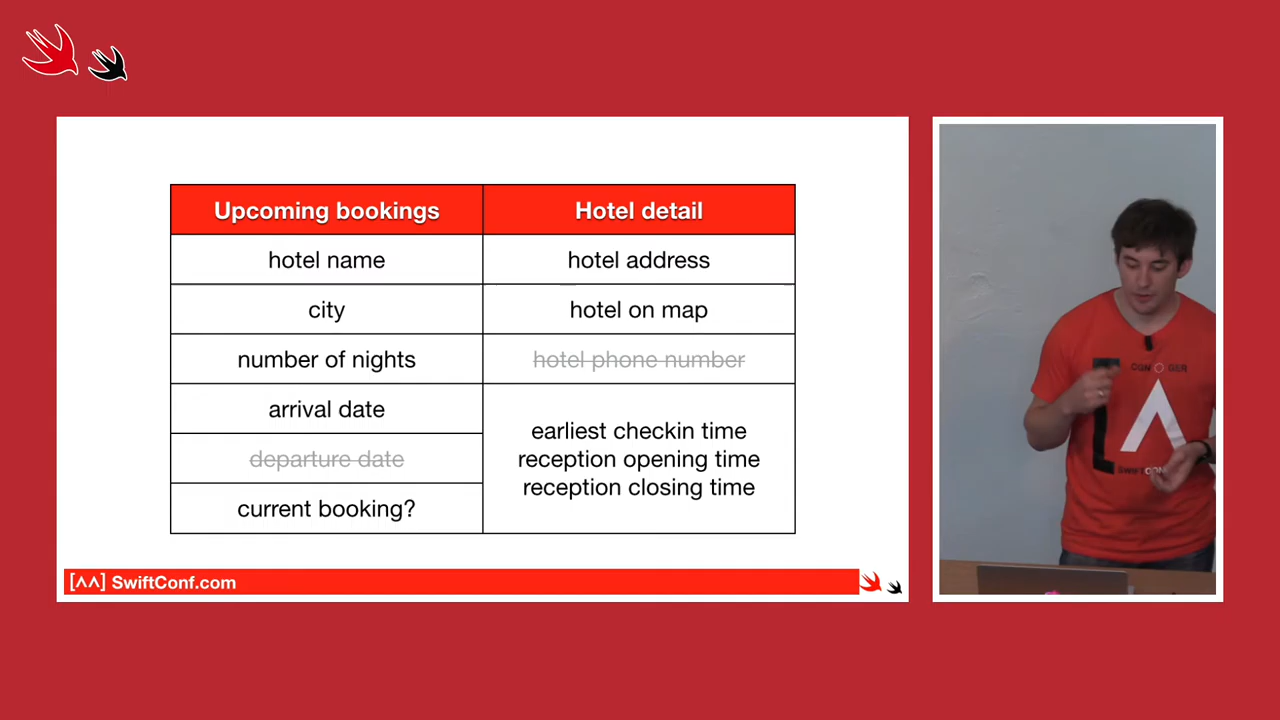 Upcoming bookings
Hotel detail
hotel name
hotel address
city
hotel on map
number of nights
hotel phone number
arrival date
departure date
current booking?
earliest checkin time
reception opening time
reception closing time
[ʌʌ] SwiftConf.com